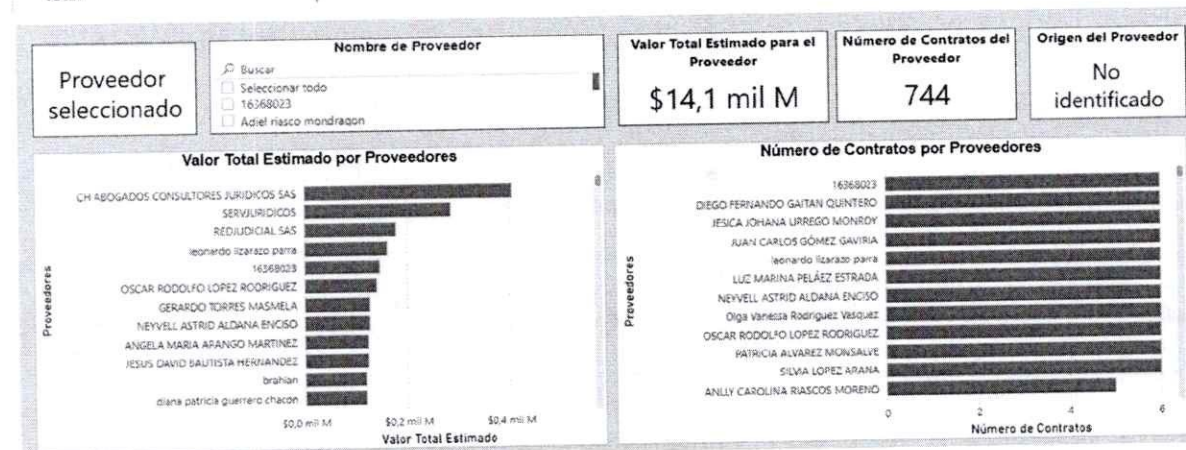 Proveedor
seleccionado
Nombre de Proveedor
Buscar
Seleccionar todo
16368023
Adiel riasco mondragon
Valor Total Estimado para el
Proveedor
$14,1 mil M
Número de Contratos del
Proveedor
744
Origen del Proveedor
No
identificado
Valor Total Estimado por Proveedores
Proveedores
CH ABOGADOS CONSULTORES JURIDICOS SAS
SERVJURIDICOS
REDJUDICIAL SAS
leonardo lizarazo parra
16368023
OSCAR RODOLFO LOPEZ RODRIGUEZ
GERARDO TORRES MASMELA
NEYVELL ASTRID ALDANA ENCISO
ANGELA MARIA ARANGO MARTINEZ
JESUS DAVID BAUTISTA HERNANDEZ
brahian
diana patricia guerrero chacon
$0,0 mil M $0,2 mil M $0,4 mil M
Valor Total Estimado
Número de Contratos por Proveedores
Proveedores
16368023
DIEGO FERNANDO GAITAN QUINTERO
JESICA JOHANA URREGO MONROY
JUAN CARLOS GÓMEZ GAVIRIA
leonardo lizarazo parra
LUZ MARINA PELÁEZ ESTRADA
NEYVELL ASTRID ALDANA ENCISO
Olga Vanessa Rodriguez Vasquez
OSCAR RODOLFO LOPEZ RODRIGUEZ
PATRICIA ALVAREZ MONSALVE
SILVIA LOPEZ ARANA
ANLLY CAROLINA RIASCOS MORENO
0 2 4 6
Número de Contratos